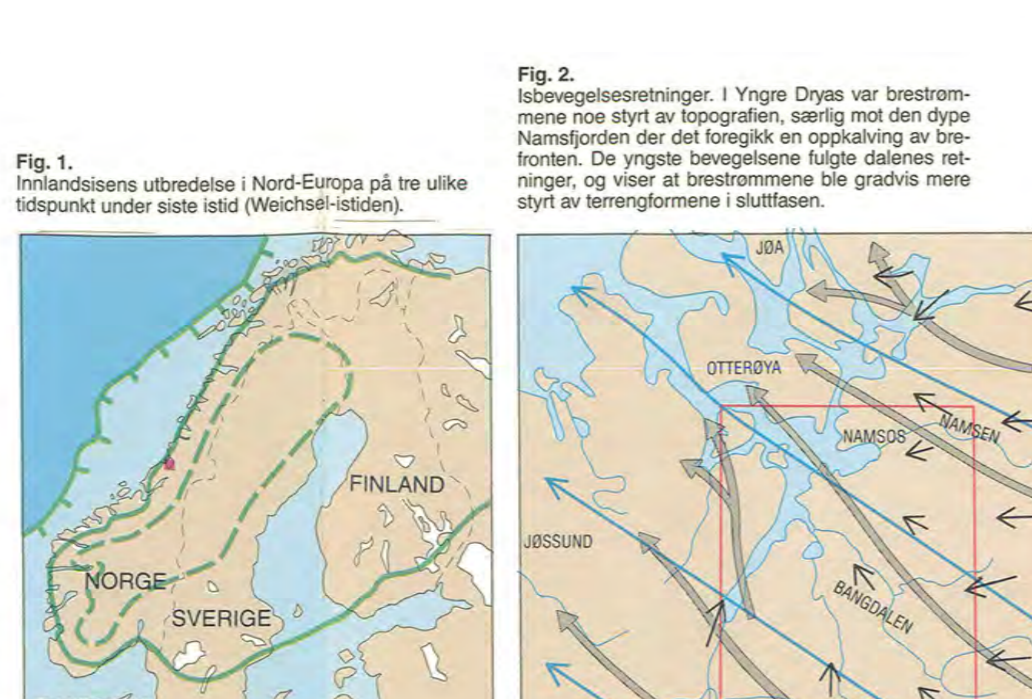 Fig. 1.
Innlandsisens utbredelse i Nord-Europa på tre ulike
tidspunkt under siste istid (Weichsel-istiden).
NORGE
SVERIGE
FINLAND
Fig. 2.
Isbevegelsesretninger. I Yngre Dryas var brestrøm-
mene noe styrt av topografien, særlig mot den dype
Namsfjorden der det foregikk en oppkalving av bre-
fronten. De yngste bevegelsene fulgte dalenes ret-
ninger, og viser at brestrømmene ble gradvis mere
styrt av terrengformene i sluttfasen.
JØA
OTTERØYA
NAMSOS
NAMSEN
JØSSUND
BANGDALEN